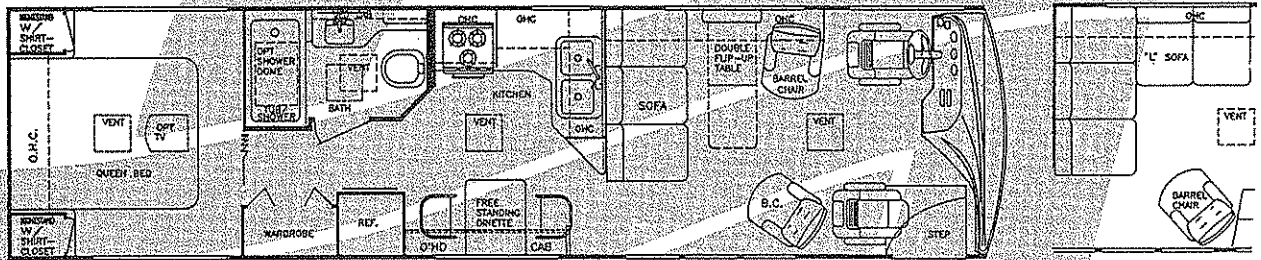 W/
SHIRT-
CLOSET
O.H.C.
VENT
OPT.
TV
QUEEN BED
W/
SHIRT-
CLOSET
OPT
SHOWER
DOME
TUB/
SHOWER
VENT
BATH
WARDROBE
REF.
OHC
OHC
KITCHEN
VENT
OHC
FREE
STANDING
DINETTE
O'HD
CAB
SOFA
DOUBLE
FLIP-UP
TABLE
OHC
BARREL
CHAIR
VENT
B.C.
STEP
OHC
"L" SOFA
VENT
BARREL
CHAIR